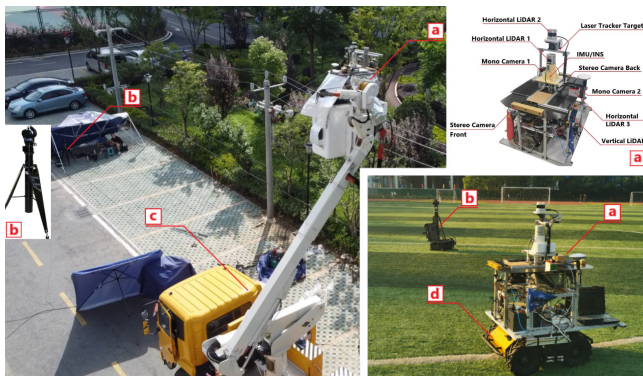 a
b
b
c
Horizontal LiDAR 2
Laser Tracker Target
Horizontal LiDAR 1
IMU/INS
Mono Camera 1
Stereo Camera Back
Mono Camera 2
Horizontal
LiDAR 3
Stereo Camera
Front
Vertical LiDAR
a
b
a
d